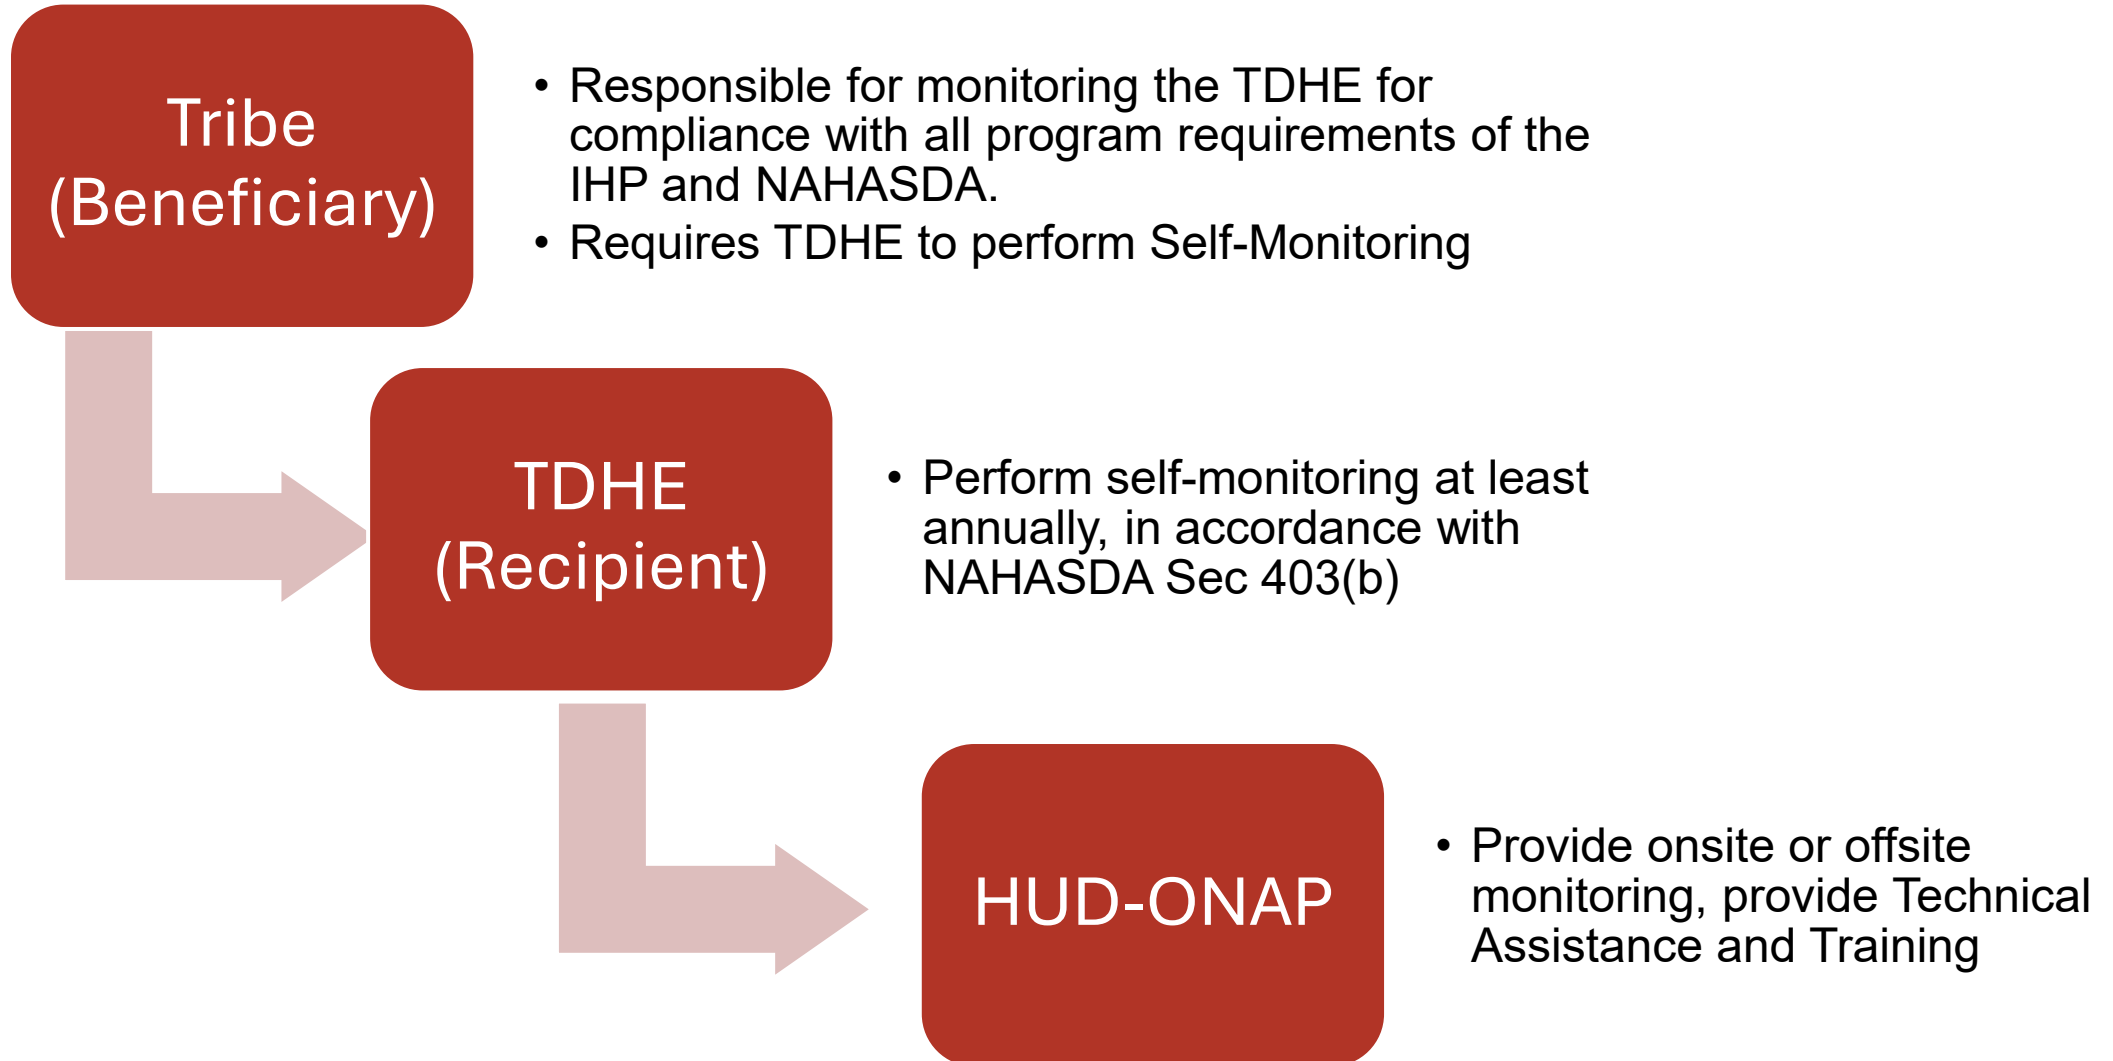 Tribe
(Beneficiary)
• Responsible for monitoring the TDHE for
compliance with all program requirements of the
IHP and NAHASDA.
• Requires TDHE to perform Self-Monitoring
TDHE
(Recipient)
• Perform self-monitoring at least
annually, in accordance with
NAHASDA Sec 403(b)
HUD-ONAP
• Provide onsite or offsite
monitoring, provide Technical
Assistance and Training